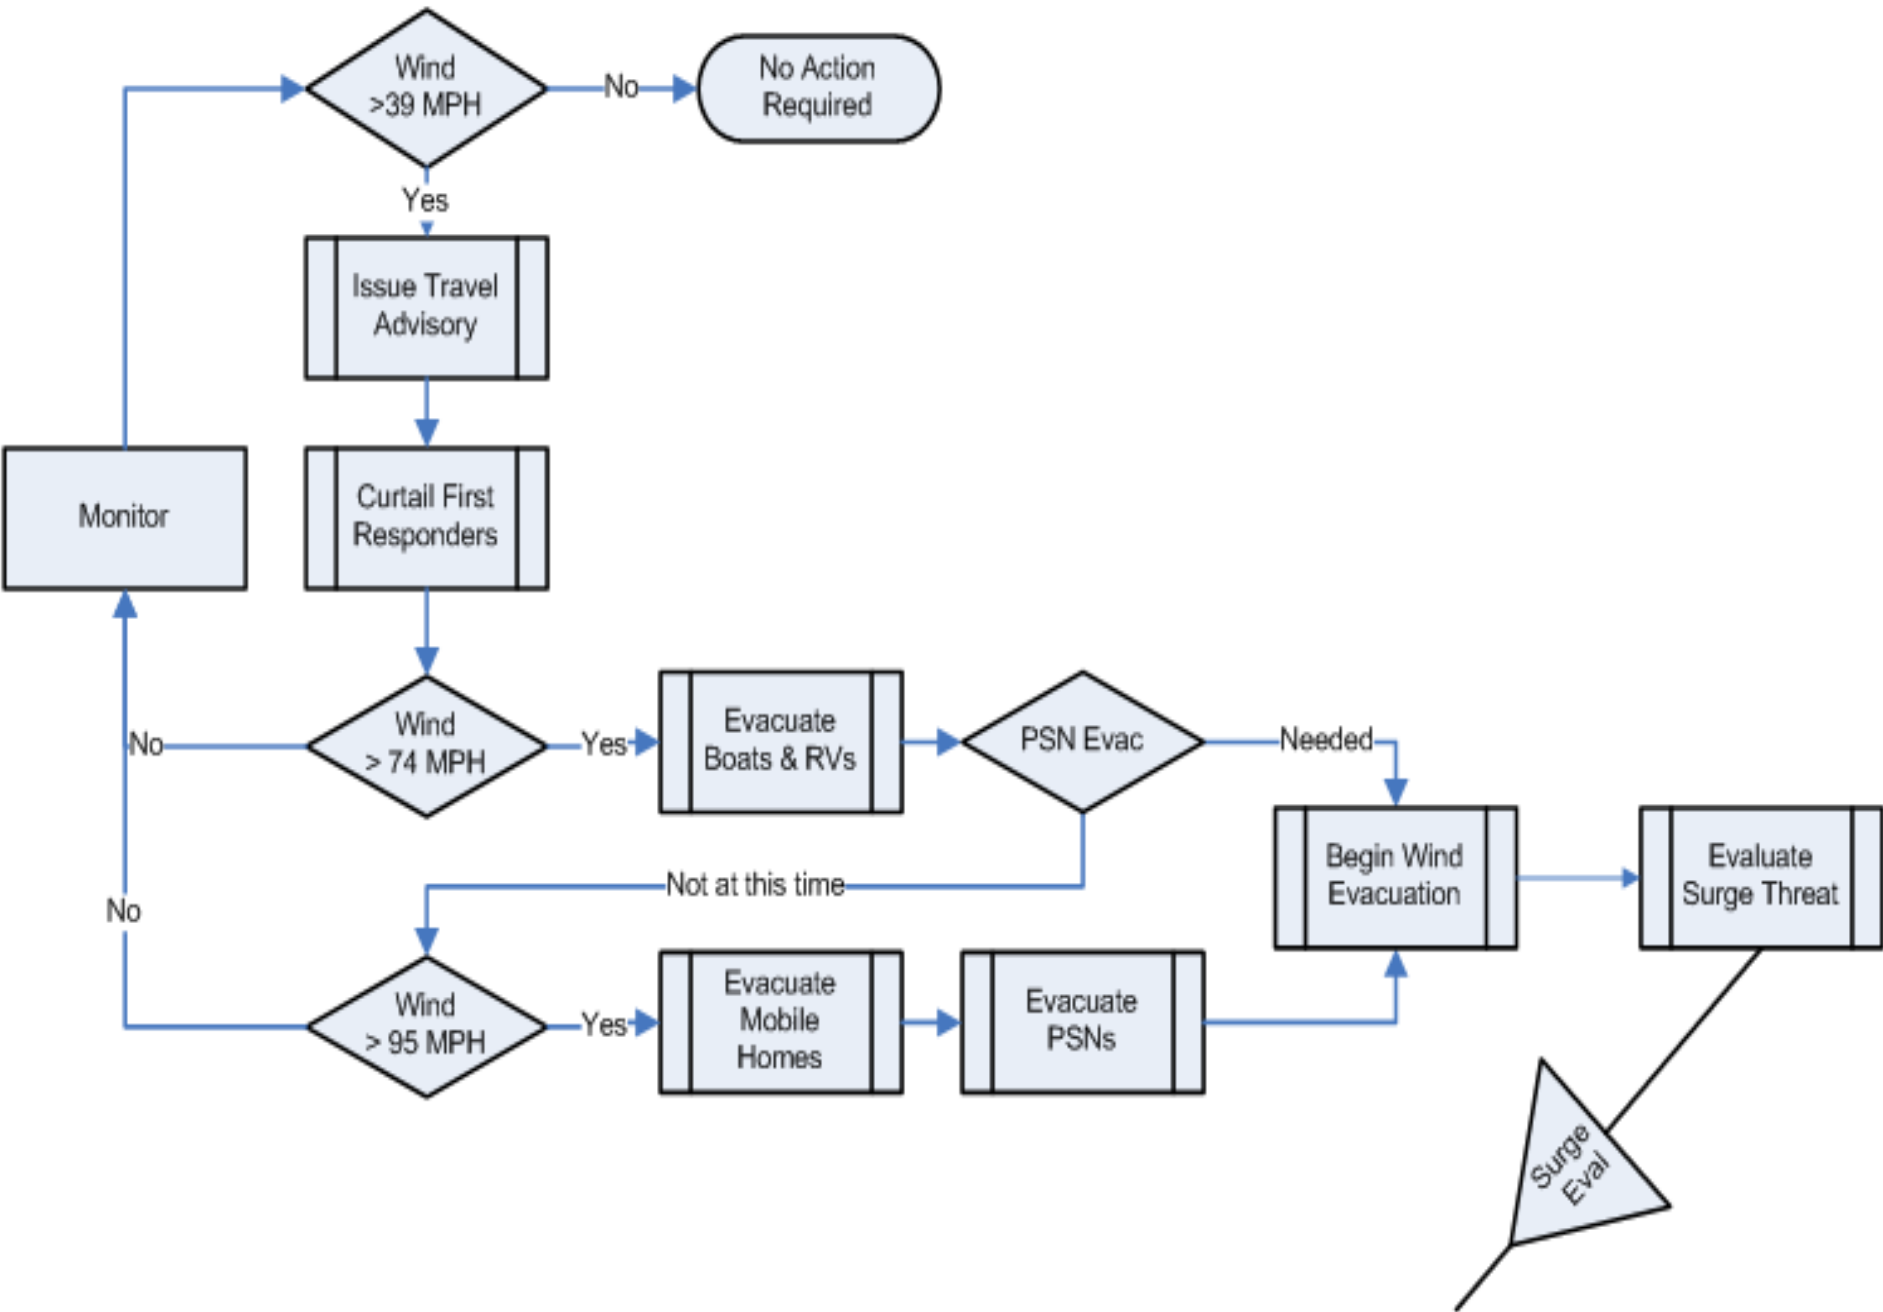 Wind
>39 MPH
No
No Action
Required
Yes
Issue Travel
Advisory
Monitor
Curtail First
Responders
No
Wind
> 74 MPH
Yes
Evacuate
Boats & RVs
PSN Evac
Needed
Not at this time
Begin Wind
Evacuation
Evaluate
Surge Threat
No
Wind
> 95 MPH
Yes
Evacuate
Mobile
Homes
Evacuate
PSNs
Surge
Eval